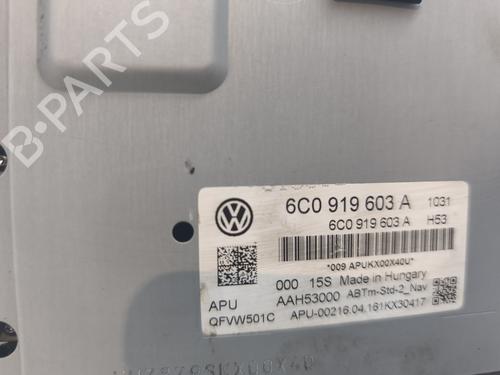 6C0 919 603 A 1031
6C0 919 603 A H53
*009 APUKX00X40U*
000 15S Made in Hungary
APU AAH53000 ABTm-Std-2_Nav
QFVW501C APU-00216.04.161KX30417
B-PARTS